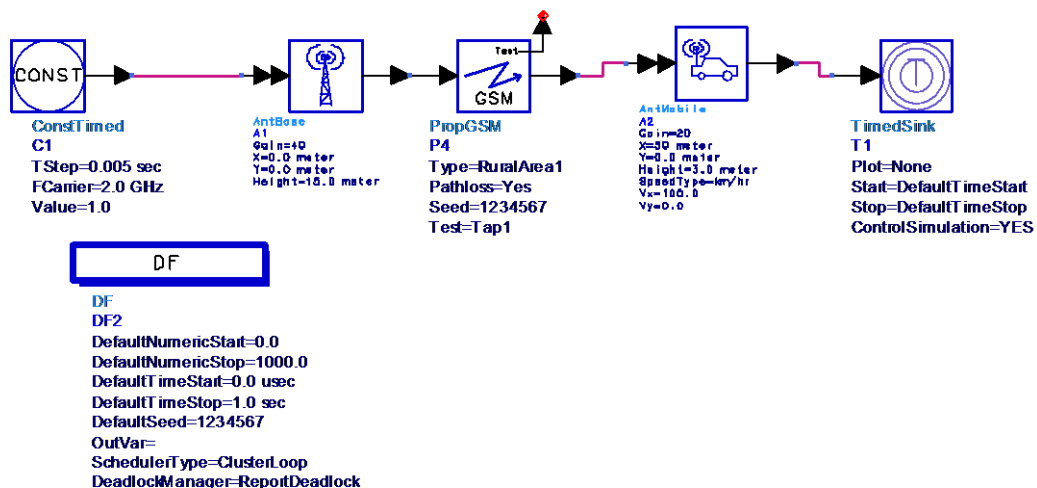 Test
CONST
GSM
ConstTimed
C1
TStep=0.005 sec
FCarrier=2.0 GHz
Value=1.0
AntBase
A1
Gain=40
X=0.0 meter
Y=0.0 meter
Height=15.0 meter
PropGSM
P4
Type=RuralArea1
Pathloss=Yes
Seed=1234567
Test=Tap1
AntMobile
A2
Gain=20
X=50 meter
Y=0.0 meter
Height=3.0 meter
SpeedType=km/hr
Vx=100.0
Vy=0.0
TimedSink
T1
Plot=None
Start=DefaultTimeStart
Stop=DefaultTimeStop
ControlSimulation=YES
DF
DF
DF2
DefaultNumericStart=0.0
DefaultNumericStop=1000.0
DefaultTimeStart=0.0 usec
DefaultTimeStop=1.0 sec
DefaultSeed=1234567
OutVar=
SchedulerType=ClusterLoop
DeadlockManager=ReportDeadlock